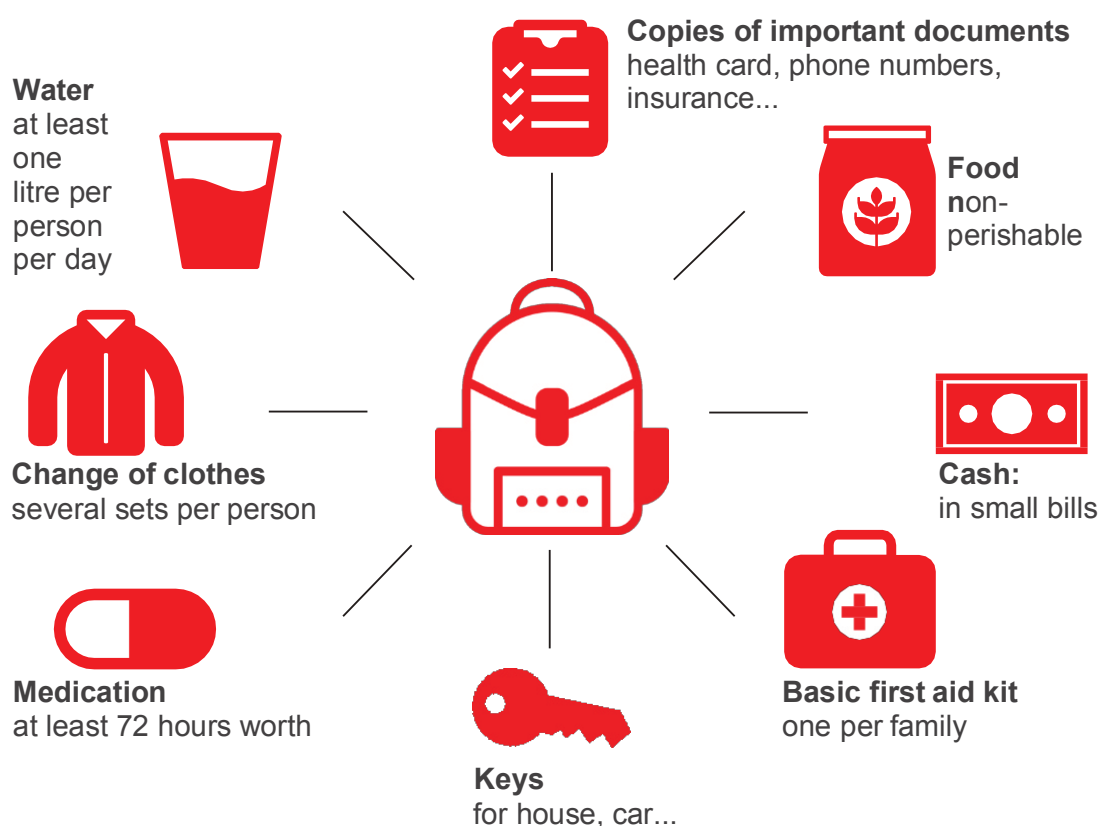 Copies of important documents
health card, phone numbers,
insurance...
Water
at least
one
litre per
person
per day
Food
non-
perishable
Change of clothes
several sets per person
Cash:
in small bills
Medication
at least 72 hours worth
Basic first aid kit
one per family
Keys
for house, car...